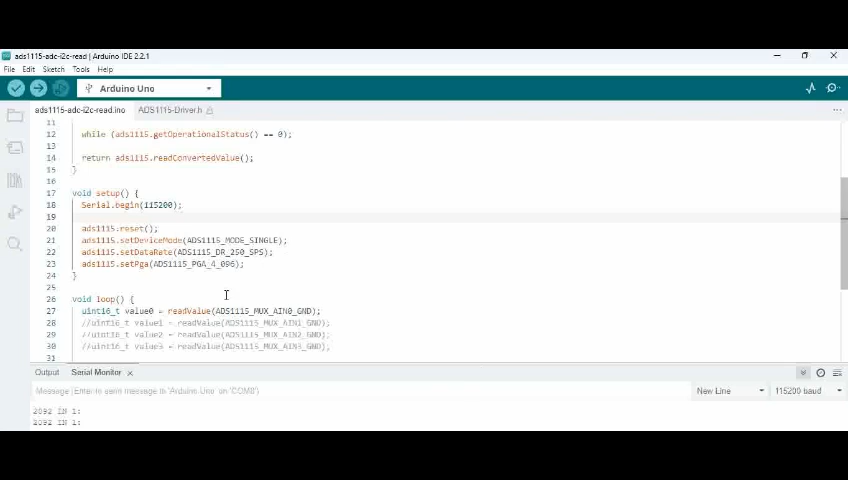 ads1115-adc-i2c-read | Arduino IDE 2.2.1
File Edit Sketch Tools Help
Arduino Uno
ads1115-adc-i2c-read.ino ADS1115-Driver.h
11
12 while (ads1115.getOperationalStatus() == 0);
13
14 return ads1115.readConvertedValue();
15 }
16
17 void setup() {
18 Serial.begin(115200);
19
20 ads1115.reset();
21 ads1115.setDeviceMode(ADS1115_MODE_SINGLE);
22 ads1115.setDataRate(ADS1115_DR_250_SPS);
23 ads1115.setPga(ADS1115_PGA_4_096);
24 }
25
26 void loop() {
27 uint16_t value0 = readValue(ADS1115_MUX_AIN0_GND);
28 //uint16_t value1 = readValue(ADS1115_MUX_AIN1_GND);
29 //uint16_t value2 = readValue(ADS1115_MUX_AIN2_GND);
30 //uint16_t value3 = readValue(ADS1115_MUX_AIN3_GND);
31
Output Serial Monitor
Message (Enter to send message to 'Arduino Uno' on 'COM8') New Line 115200 baud
2092 IN 1:
2092 IN 1: